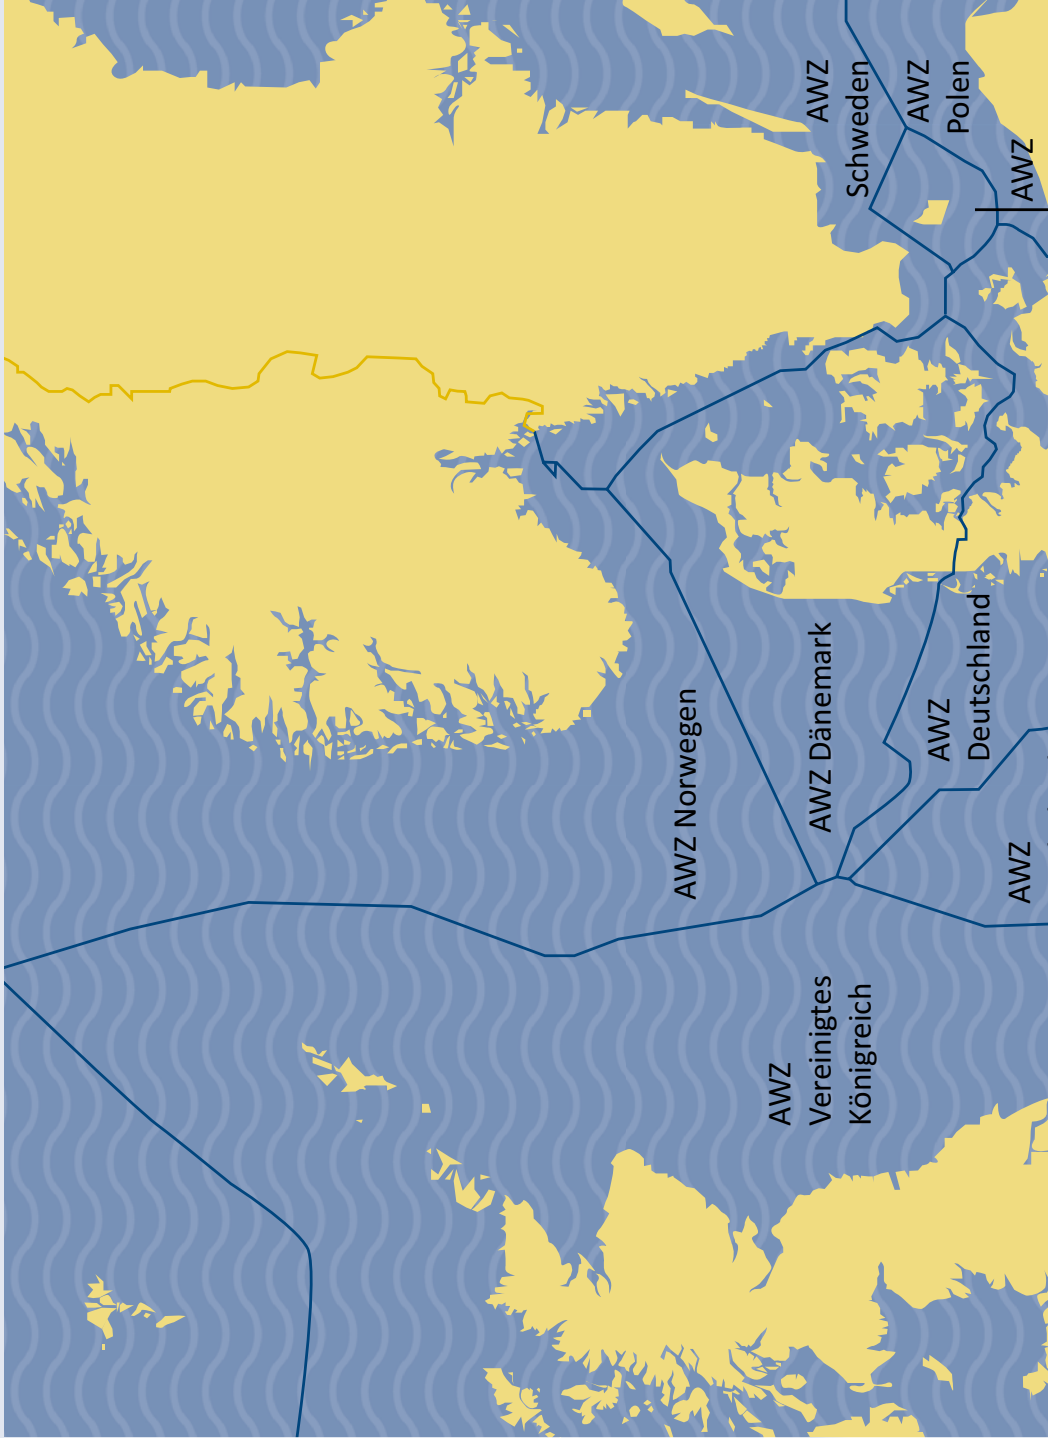 AWZ
Schweden
AWZ
Polen
AWZ
AWZ Norwegen
AWZ Dänemark
AWZ
Deutschland
AWZ
AWZ
Vereinigtes
Königreich